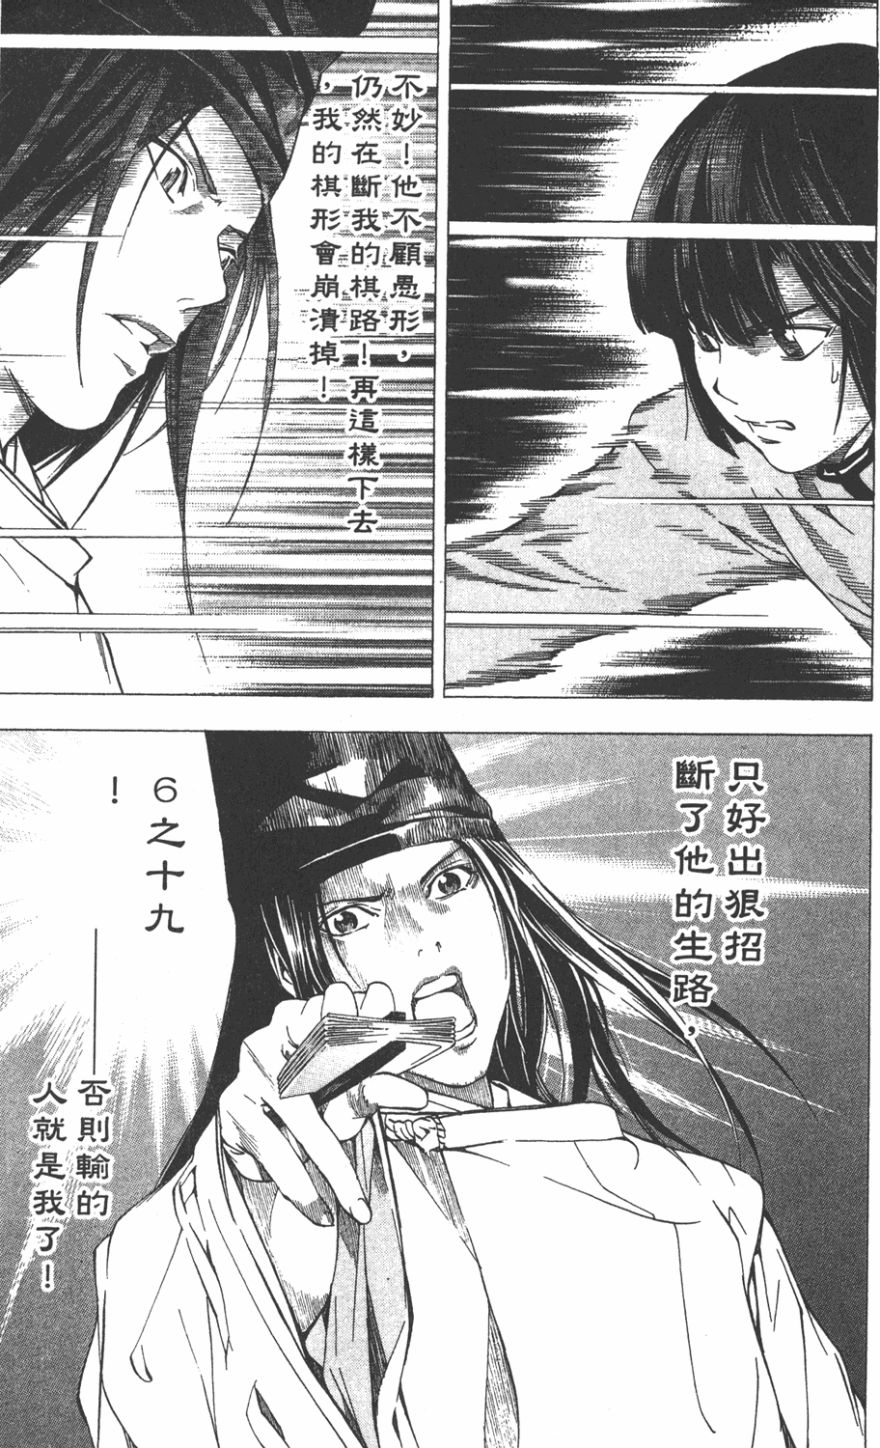 不妙！他不顧愚形，
仍然在斷我的棋路！再這樣下去
，我的棋形會崩潰掉！
只好出狠招
斷了他的生路，
6之十九
！
——否則輸的
人就是我了！